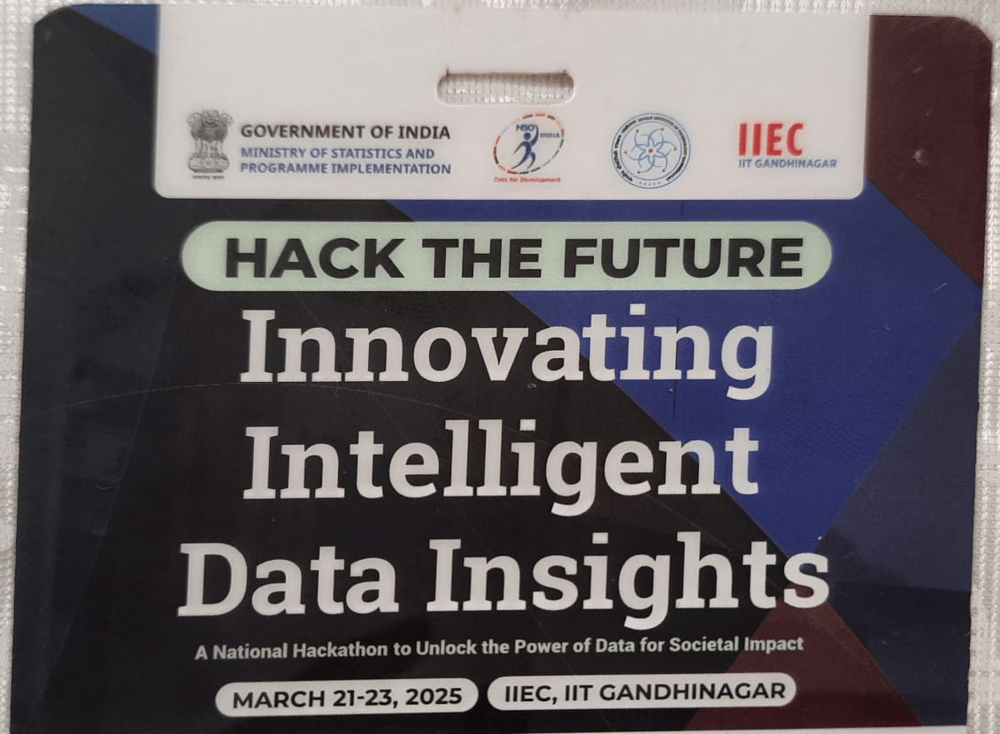 GOVERNMENT OF INDIA
MINISTRY OF STATISTICS AND
PROGRAMME IMPLEMENTATION
NSO
INDIA
Data for Development
IIEC
IIT GANDHINAGAR
HACK THE FUTURE
Innovating
Intelligent
Data Insights
A National Hackathon to Unlock the Power of Data for Societal Impact
MARCH 21-23, 2025
IIEC, IIT GANDHINAGAR